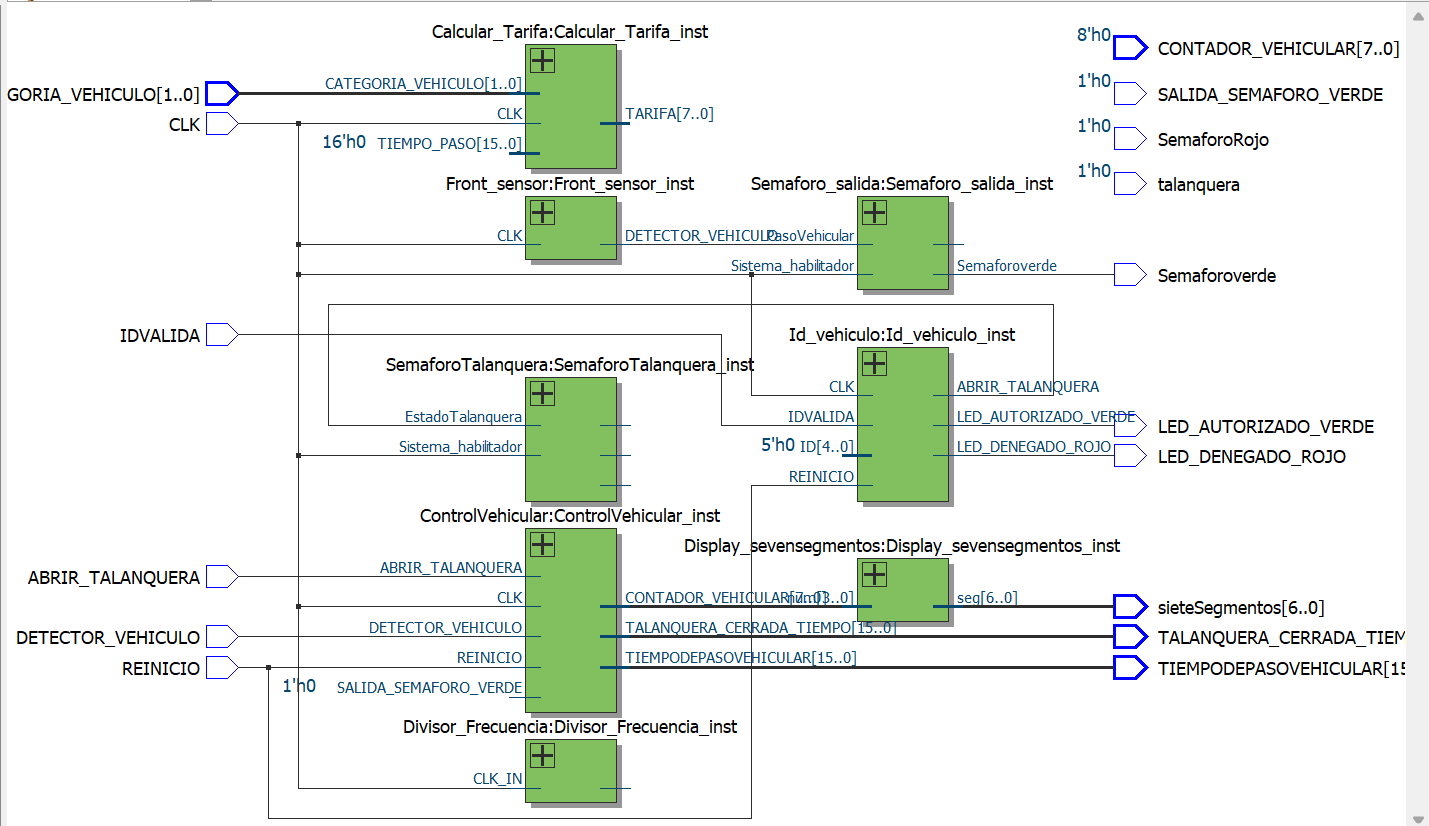 Calcular_Tarifa:Calcular_Tarifa_inst
8'h0
CONTADOR_VEHICULAR[7..0]
GORIA_VEHICULO[1..0]
CATEGORIA_VEHICULO[1..0]
1'h0
SALIDA_SEMAFORO_VERDE
CLK
CLK
TARIFA[7..0]
1'h0
SemaforoRojo
16'h0
TIEMPO_PASO[15..0]
1'h0
talanquera
Front_sensor:Front_sensor_inst
Semaforo_salida:Semaforo_salida_inst
CLK
DETECTOR_VEHICULO
PasoVehicular
Sistema_habilitador
Semaforoverde
Semaforoverde
IDVALIDA
Id_vehiculo:Id_vehiculo_inst
SemaforoTalanquera:SemaforoTalanquera_inst
CLK
ABRIR_TALANQUERA
EstadoTalanquera
IDVALIDA
LED_AUTORIZADO_VERDE
LED_AUTORIZADO_VERDE
Sistema_habilitador
5'h0
ID[4..0]
LED_DENEGADO_ROJO
LED_DENEGADO_ROJO
REINICIO
ControlVehicular:ControlVehicular_inst
Display_sevensegmentos:Display_sevensegmentos_inst
ABRIR_TALANQUERA
ABRIR_TALANQUERA
CLK
CONTADOR_VEHICULAR[7..0]
num[3..0]
seg[6..0]
sieteSegmentos[6..0]
DETECTOR_VEHICULO
DETECTOR_VEHICULO
TALANQUERA_CERRADA_TIEMPO[15..0]
TALANQUERA_CERRADA_TIEM
REINICIO
REINICIO
TIEMPODEPASOVEHICULAR[15..0]
TIEMPODEPASOVEHICULAR[15
1'h0
SALIDA_SEMAFORO_VERDE
Divisor_Frecuencia:Divisor_Frecuencia_inst
CLK_IN